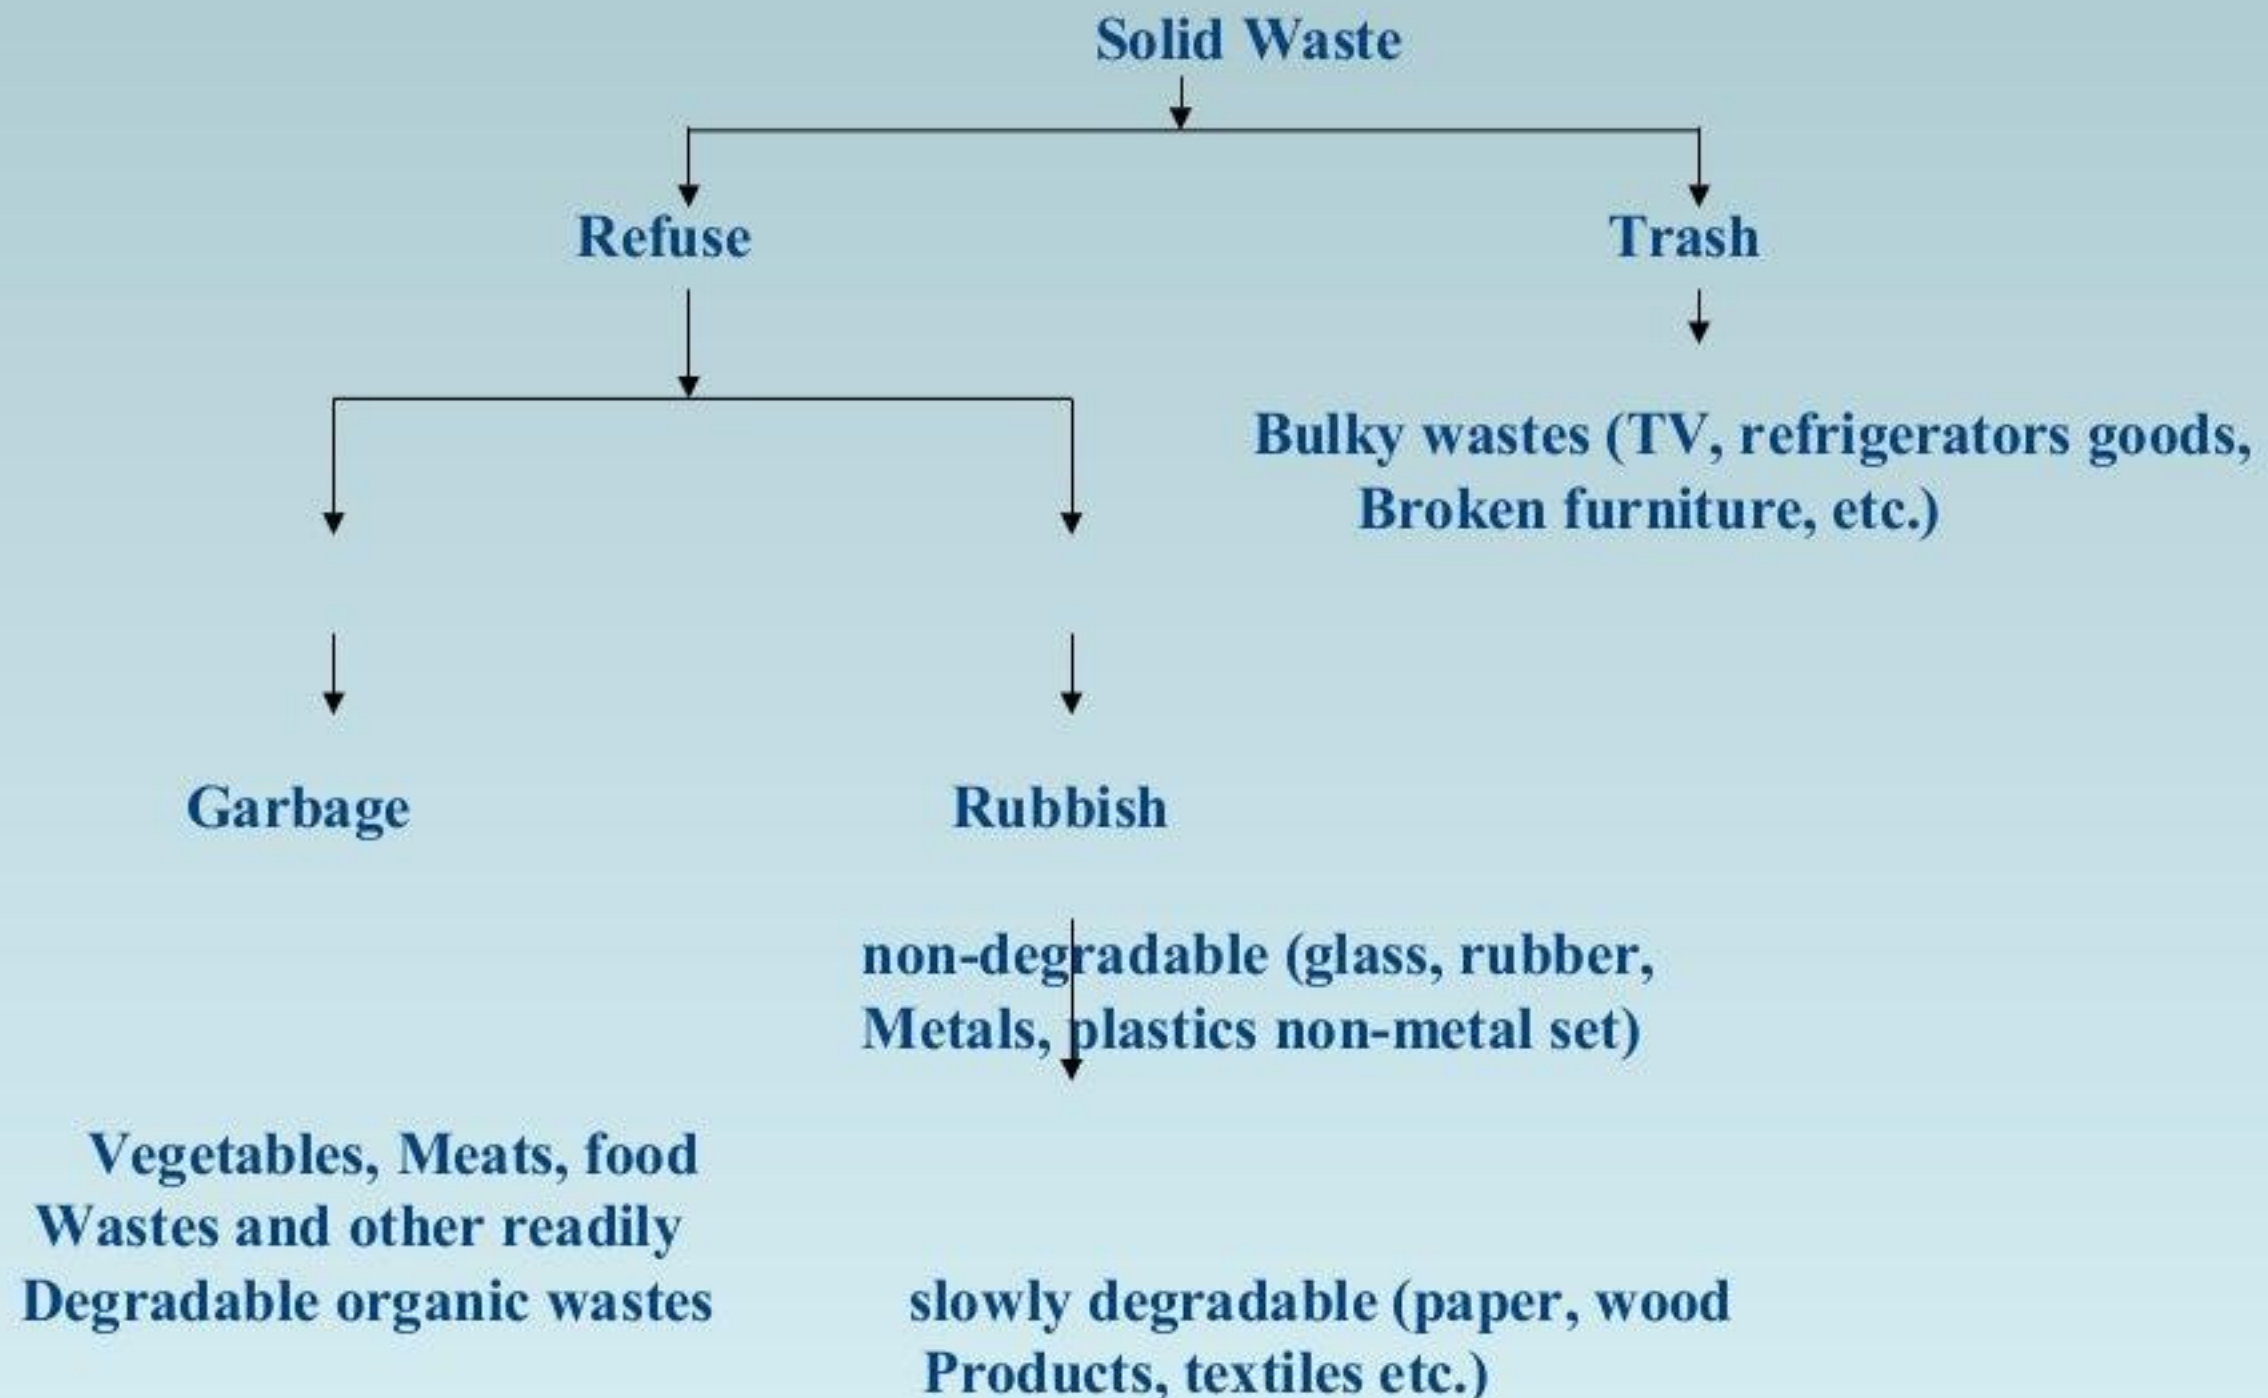 Solid Waste
Refuse
Trash
Bulky wastes (TV, refrigerators goods,
Broken furniture, etc.)
Garbage
Rubbish
non-degradable (glass, rubber,
Metals, plastics non-metal set)
Vegetables, Meats, food
Wastes and other readily
Degradable organic wastes
slowly degradable (paper, wood
Products, textiles etc.)